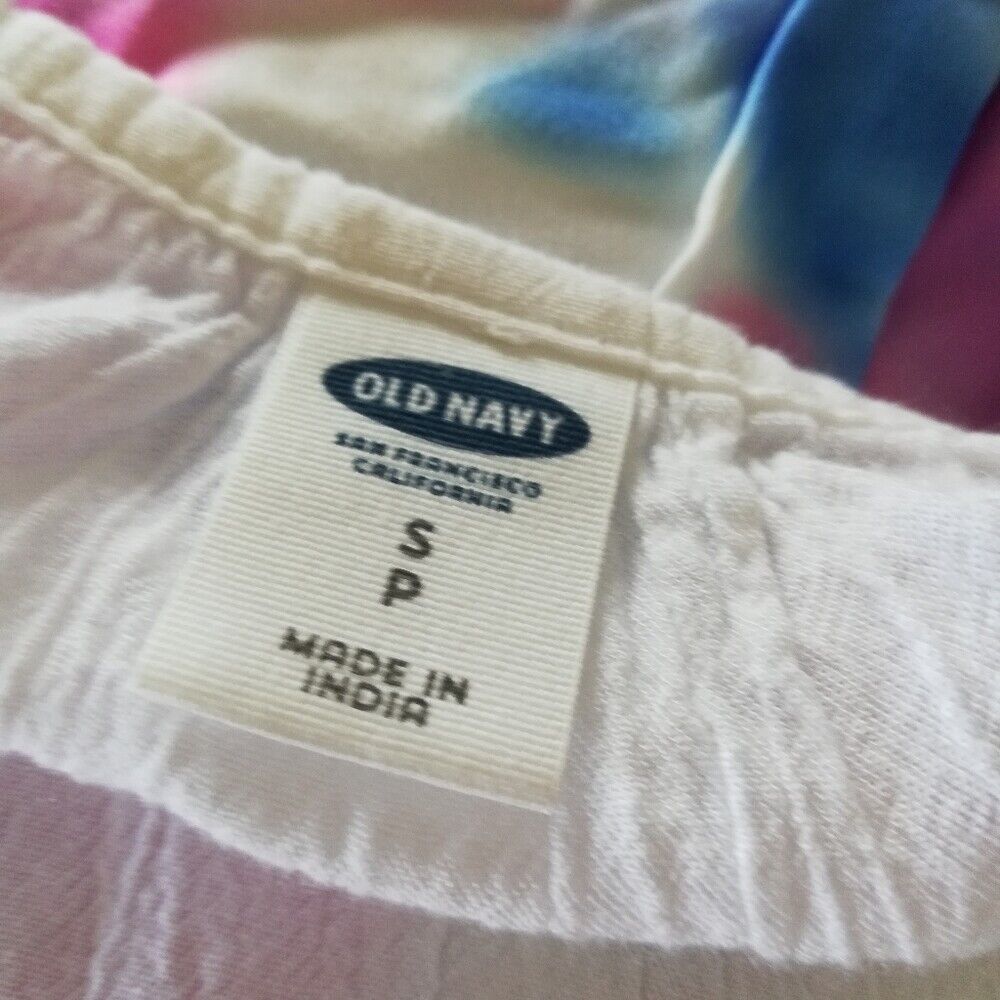 OLD NAVY
SAN FRANCISCO
CALIFORNIA
S
P
MADE IN
INDIA